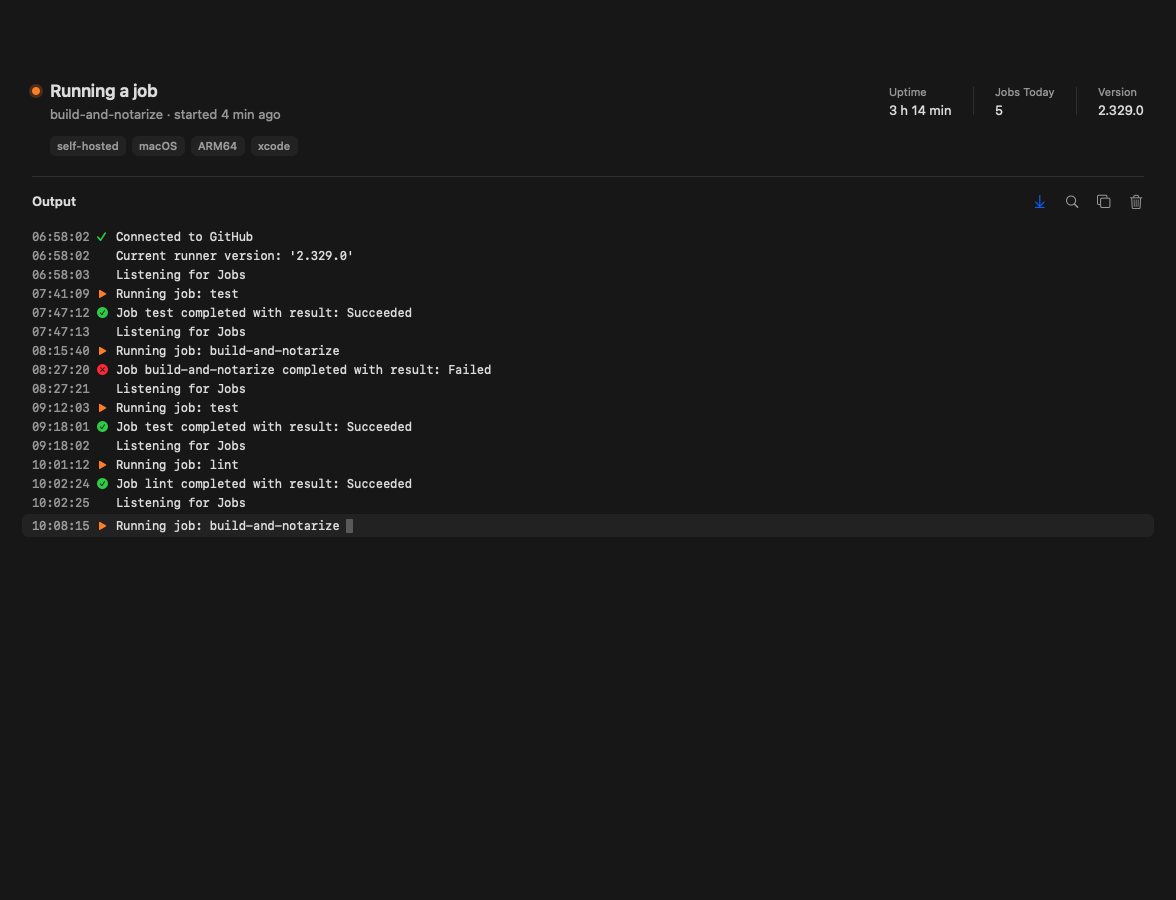 Running a job
build-and-notarize · started 4 min ago
self-hosted macOS ARM64 xcode
Uptime
3 h 14 min
Jobs Today
5
Version
2.329.0
Output
06:58:02 Connected to GitHub
06:58:02 Current runner version: '2.329.0'
06:58:03 Listening for Jobs
07:41:09 Running job: test
07:47:12 Job test completed with result: Succeeded
07:47:13 Listening for Jobs
08:15:40 Running job: build-and-notarize
08:27:20 Job build-and-notarize completed with result: Failed
08:27:21 Listening for Jobs
09:12:03 Running job: test
09:18:01 Job test completed with result: Succeeded
09:18:02 Listening for Jobs
10:01:12 Running job: lint
10:02:24 Job lint completed with result: Succeeded
10:02:25 Listening for Jobs
10:08:15 Running job: build-and-notarize